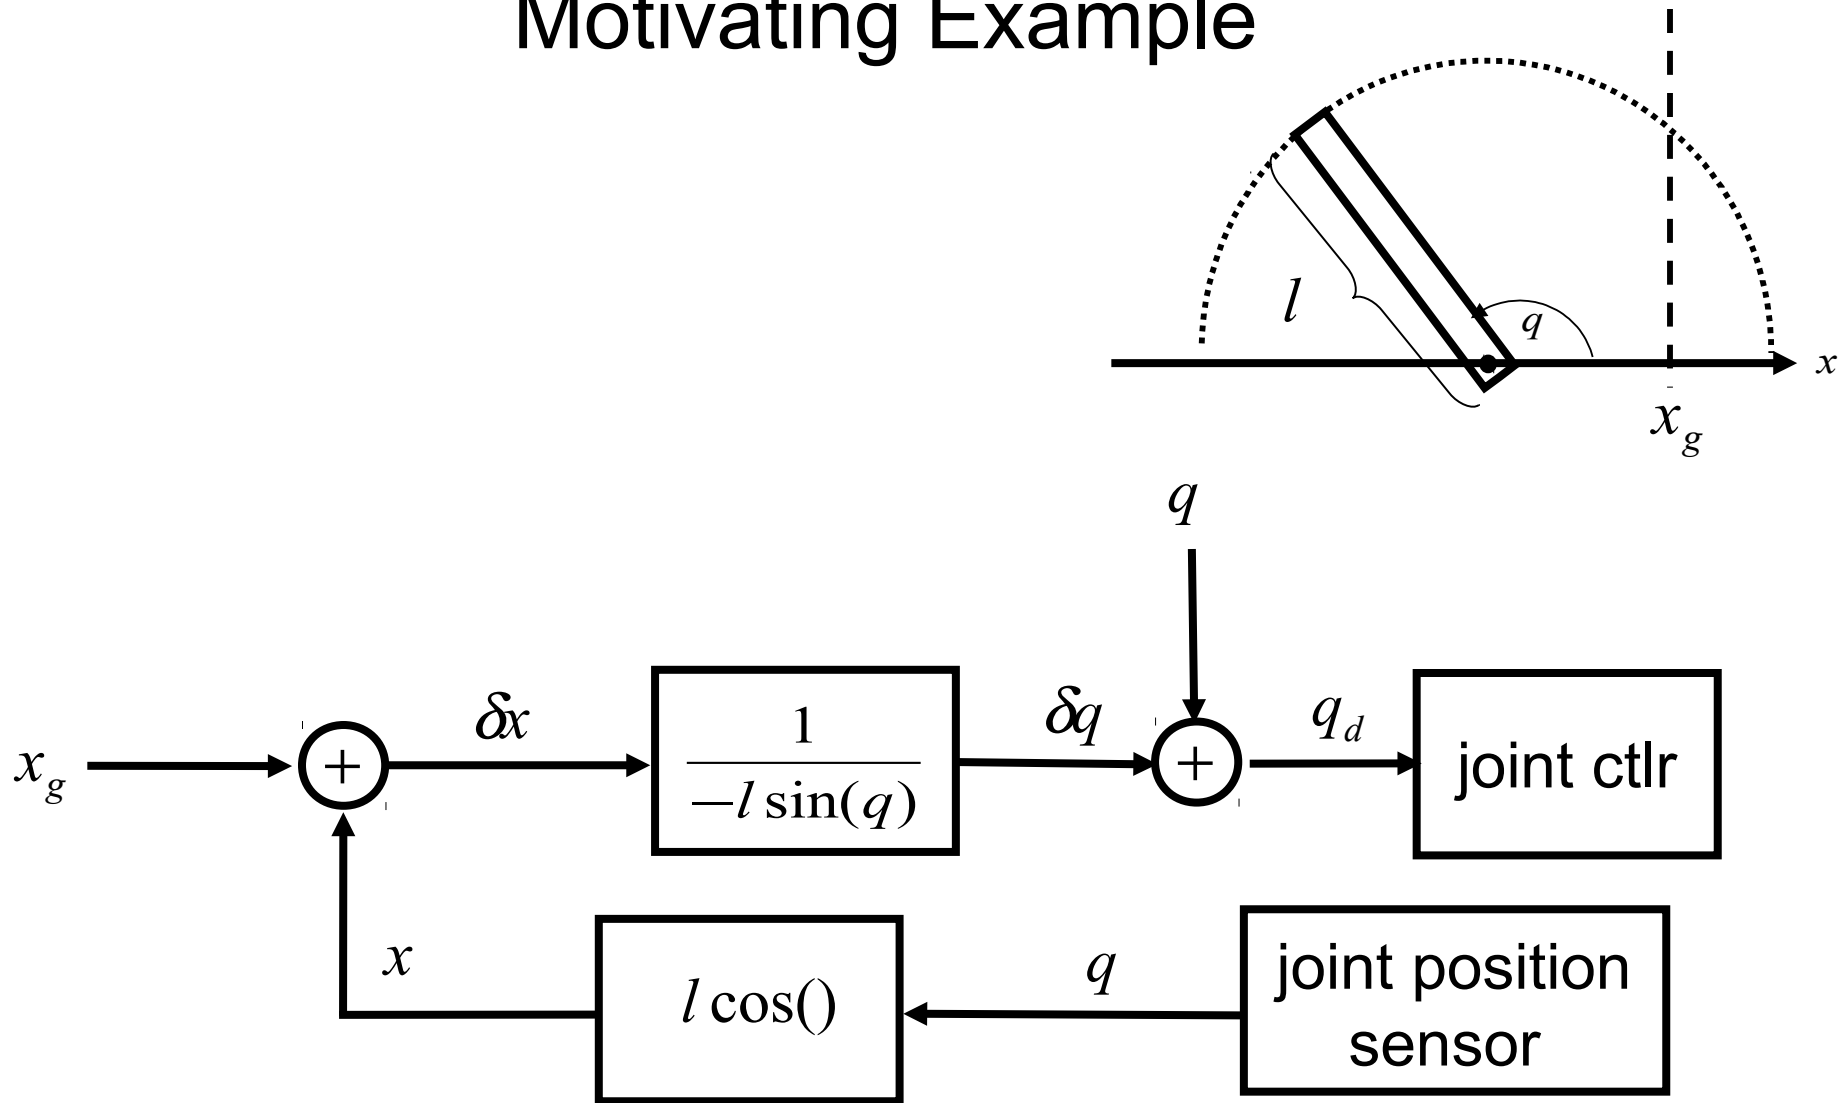 Motivating Example
l
q
x
x_g
q
x_g
+
δx
1
−l sin(q)
δq
+
q_d
joint ctlr
x
l cos()
q
joint position
sensor